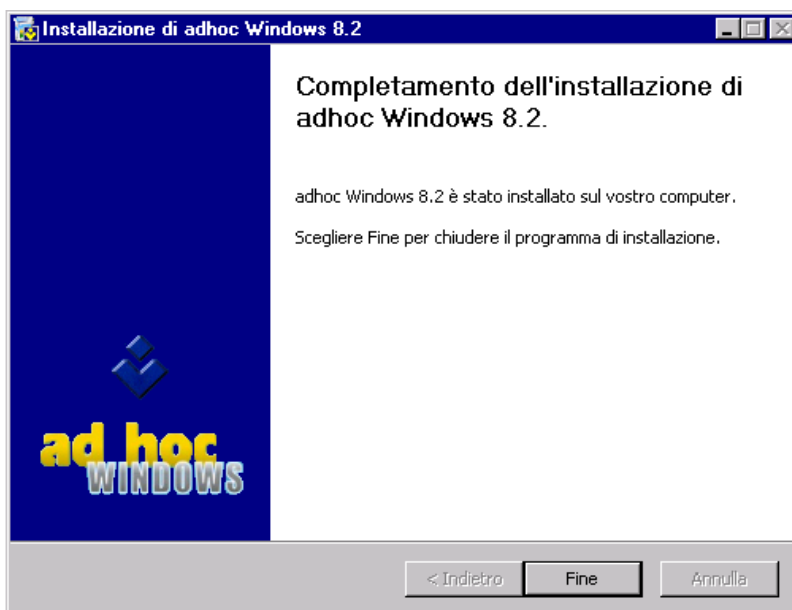 Installazione di adhoc Windows 8.2
Completamento dell'installazione di
adhoc Windows 8.2.
adhoc Windows 8.2 è stato installato sul vostro computer.
Scegliere Fine per chiudere il programma di installazione.
ad hoc
WINDOWS
< Indietro
Fine
Annulla